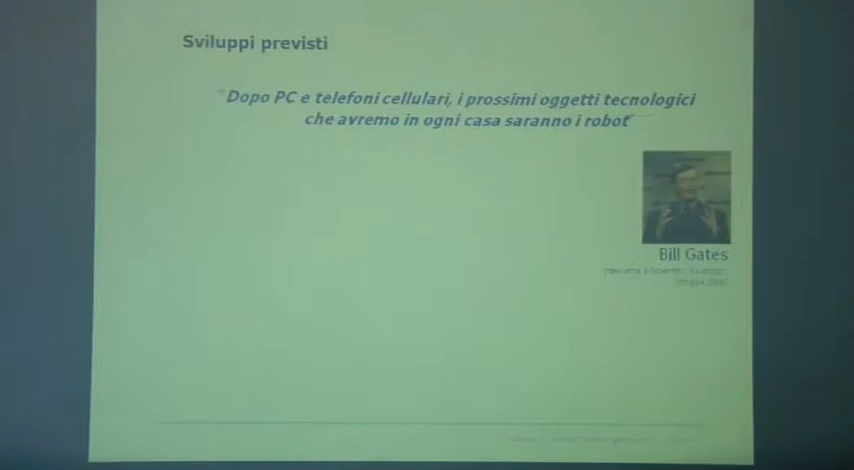 Sviluppi previsti
"Dopo PC e telefoni cellulari, i prossimi oggetti tecnologici
che avremo in ogni casa saranno i robot"
Bill Gates